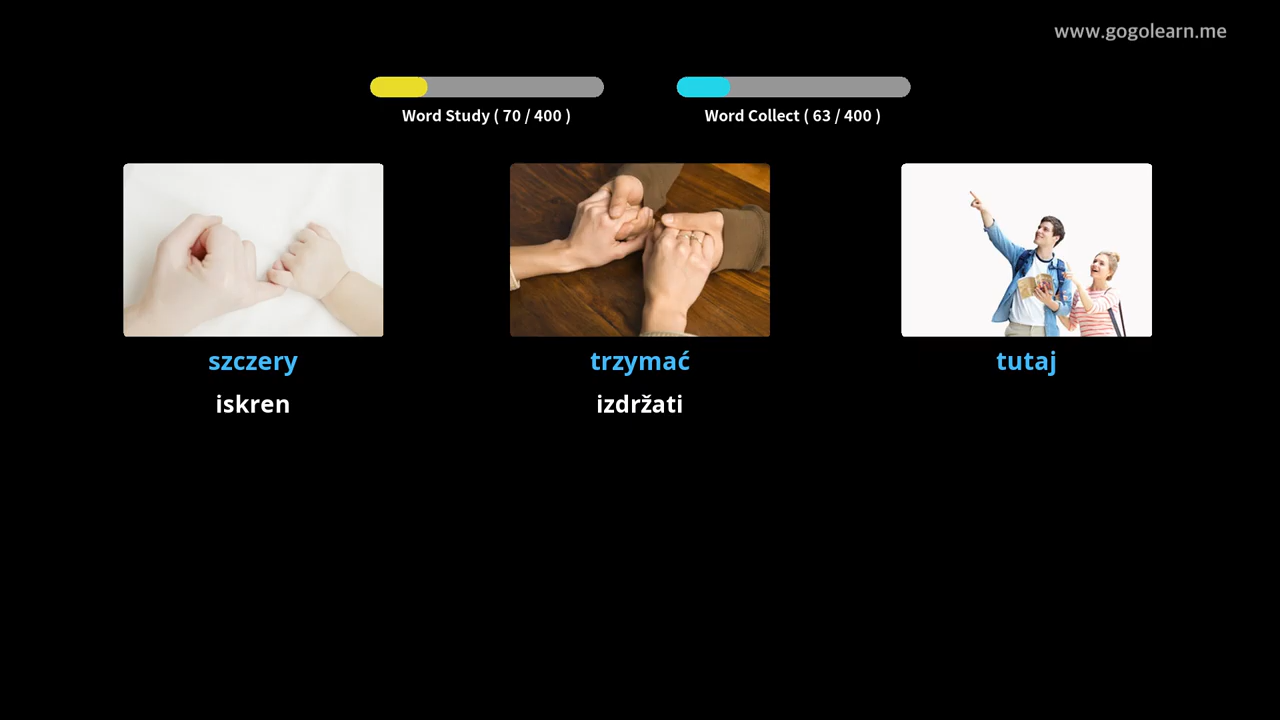 www.gogolearn.me
Word Study ( 70 / 400 )
Word Collect ( 63 / 400 )
szczery
trzymać
tutaj
iskren
izdržati